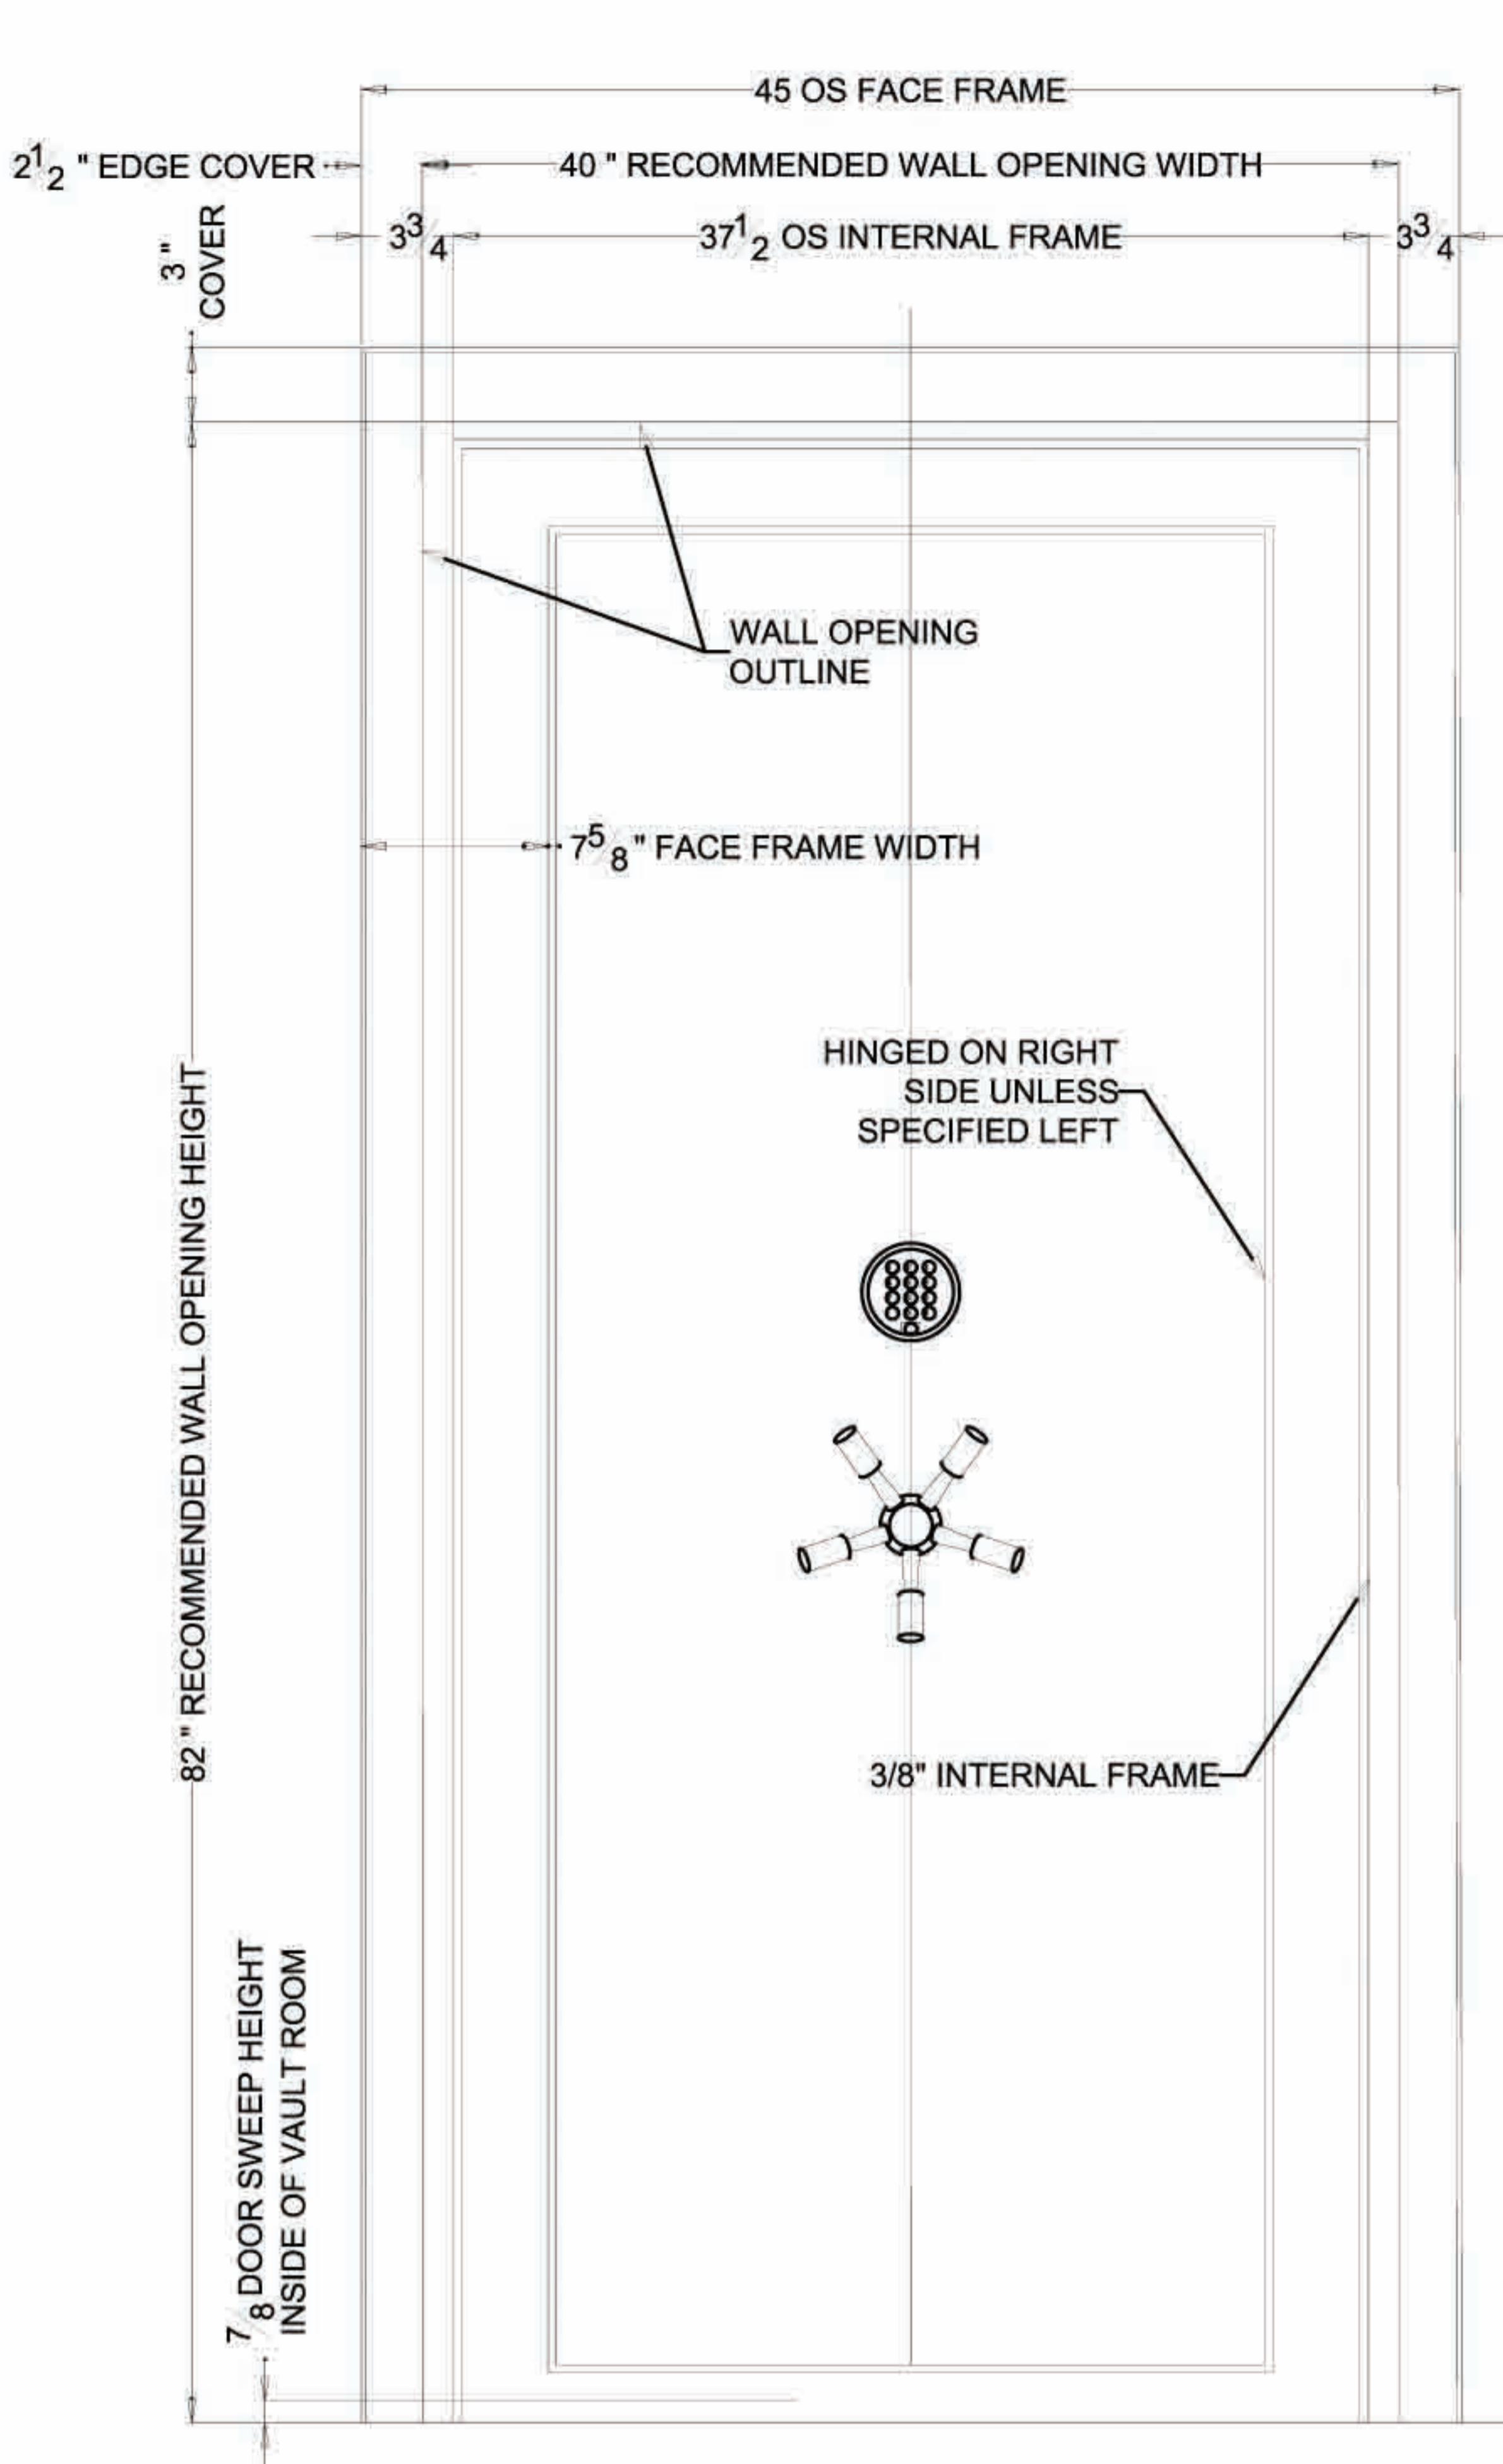 45 OS FACE FRAME
2 1/2 " EDGE COVER
40 " RECOMMENDED WALL OPENING WIDTH
3 "
COVER
3 3/4
37 1/2 OS INTERNAL FRAME
3 3/4
WALL OPENING
OUTLINE
7 5/8 " FACE FRAME WIDTH
HINGED ON RIGHT
SIDE UNLESS
SPECIFIED LEFT
82 " RECOMMENDED WALL OPENING HEIGHT
3/8" INTERNAL FRAME
7/8 DOOR SWEEP HEIGHT
INSIDE OF VAULT ROOM